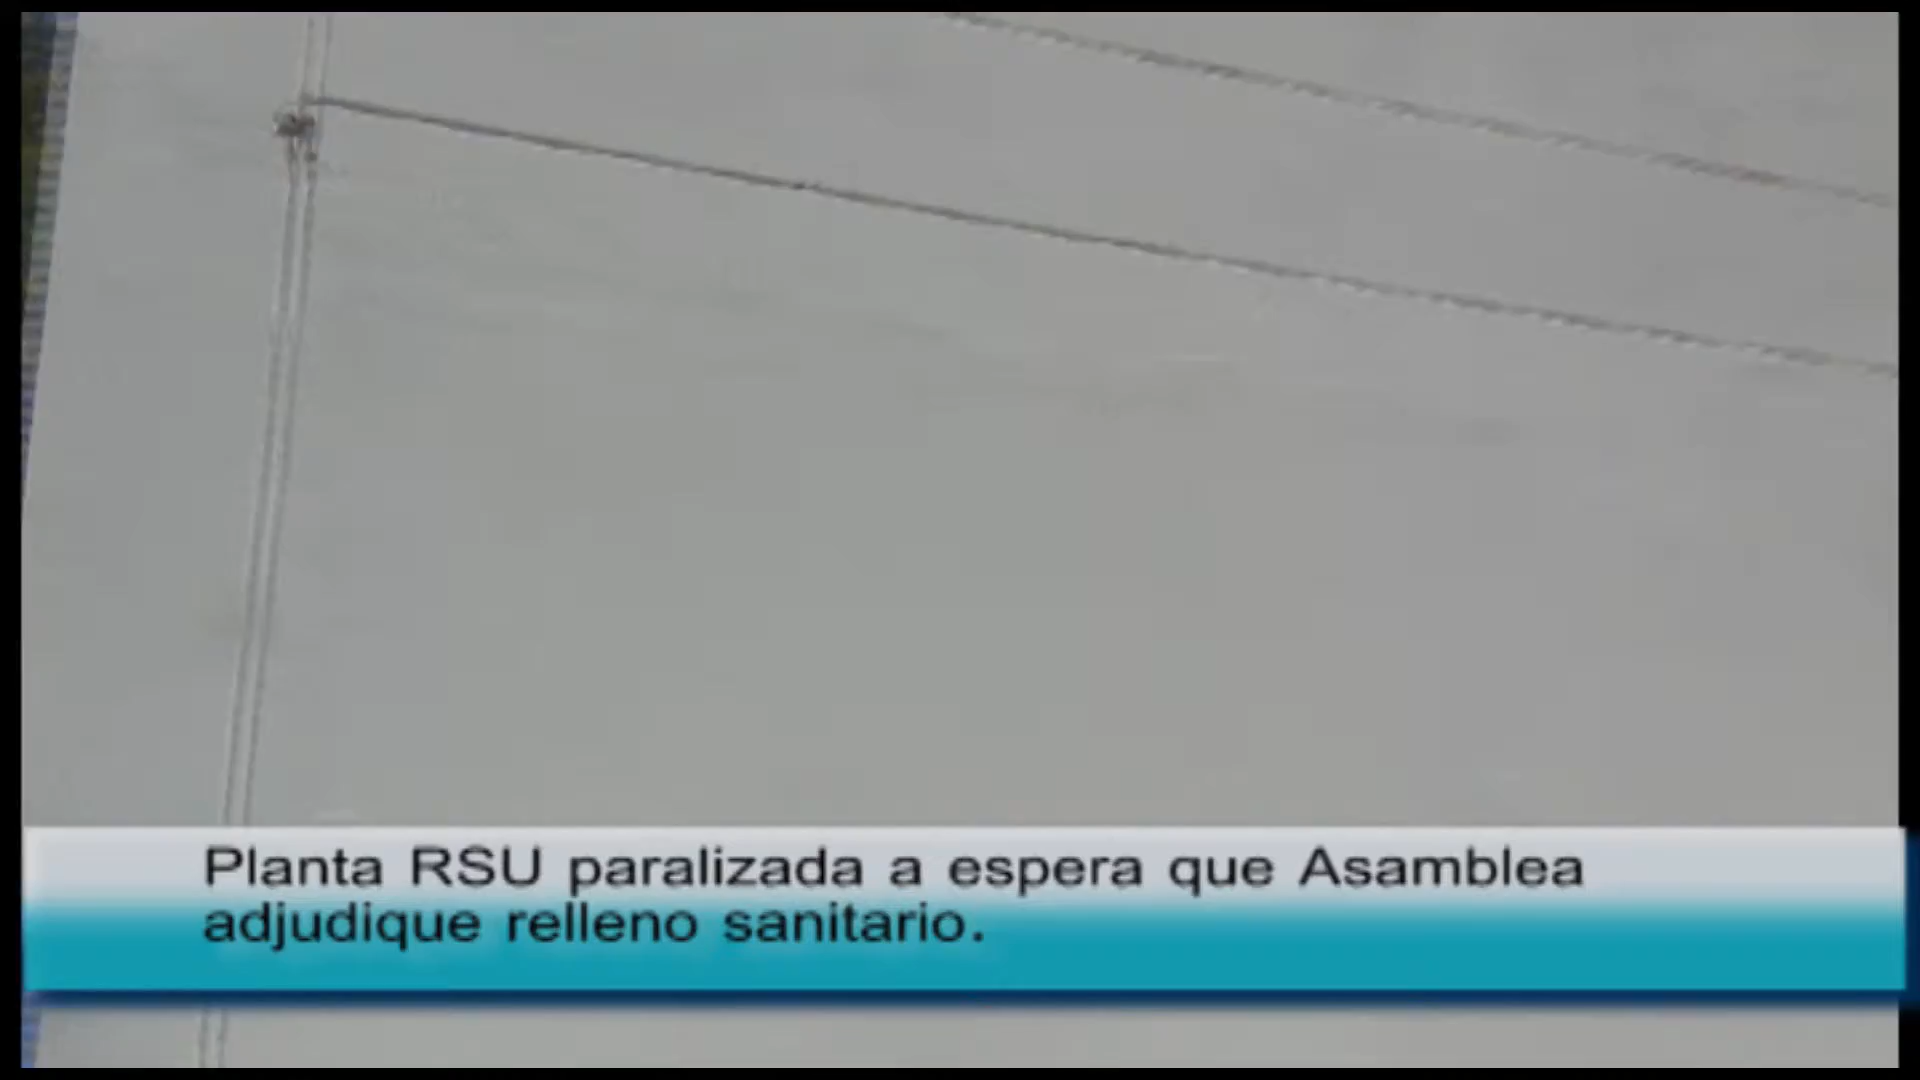 Planta RSU paralizada a espera que Asamblea
adjudique relleno sanitario.